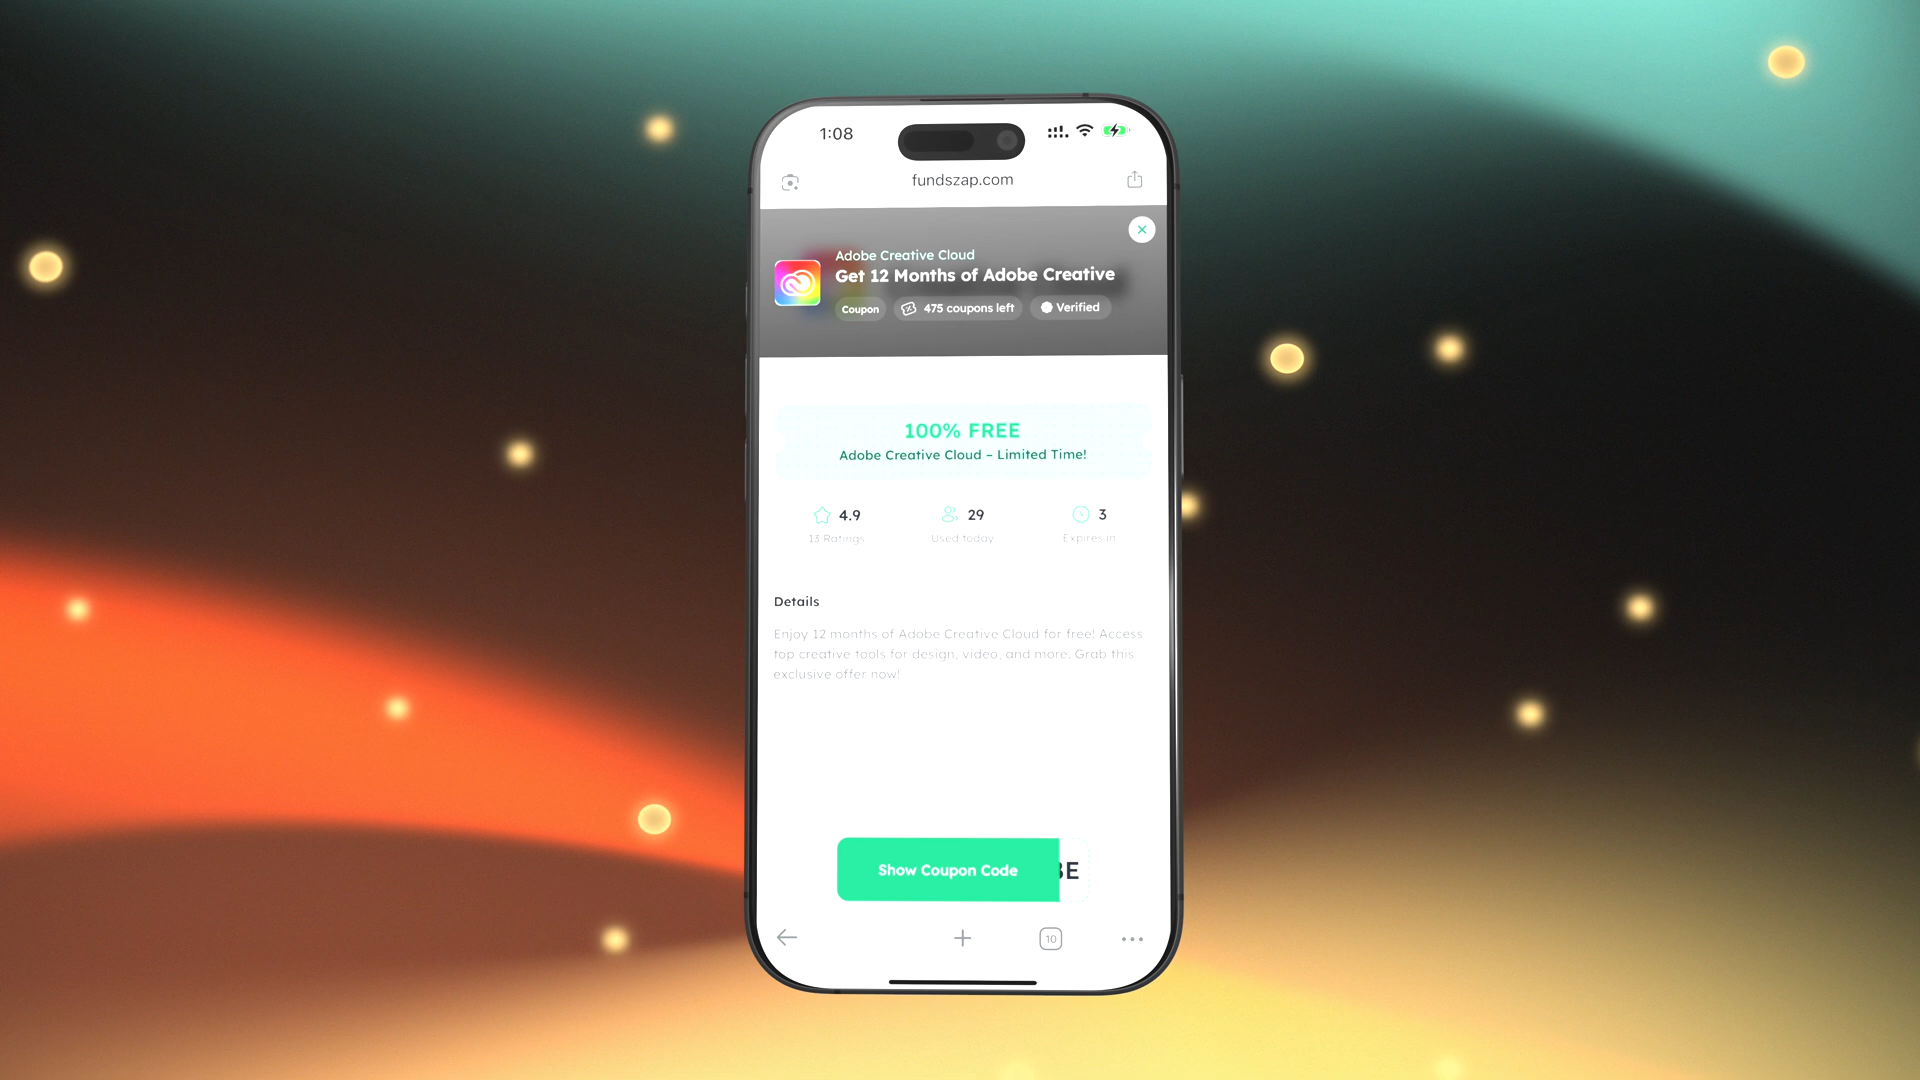 1:08
fundszap.com
Adobe Creative Cloud
Get 12 Months of Adobe Creative
Coupon
475 coupons left
Verified
100% FREE
Adobe Creative Cloud – Limited Time!
4.9
29
3
13 Ratings
Used today
Expires in
Details
Enjoy 12 months of Adobe Creative Cloud for free! Access
top creative tools for design, video, and more. Grab this
exclusive offer now!
Show Coupon Code
BE
10